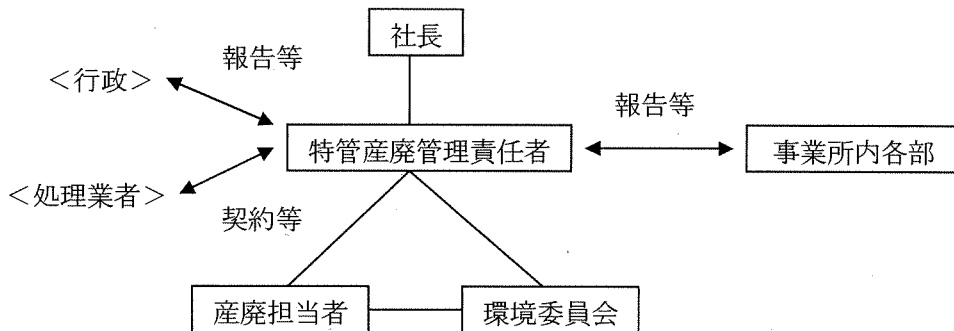 社長
報告等
＜行政＞
報告等
特管産廃管理責任者
事業所内各部
＜処理業者＞
契約等
産廃担当者
環境委員会